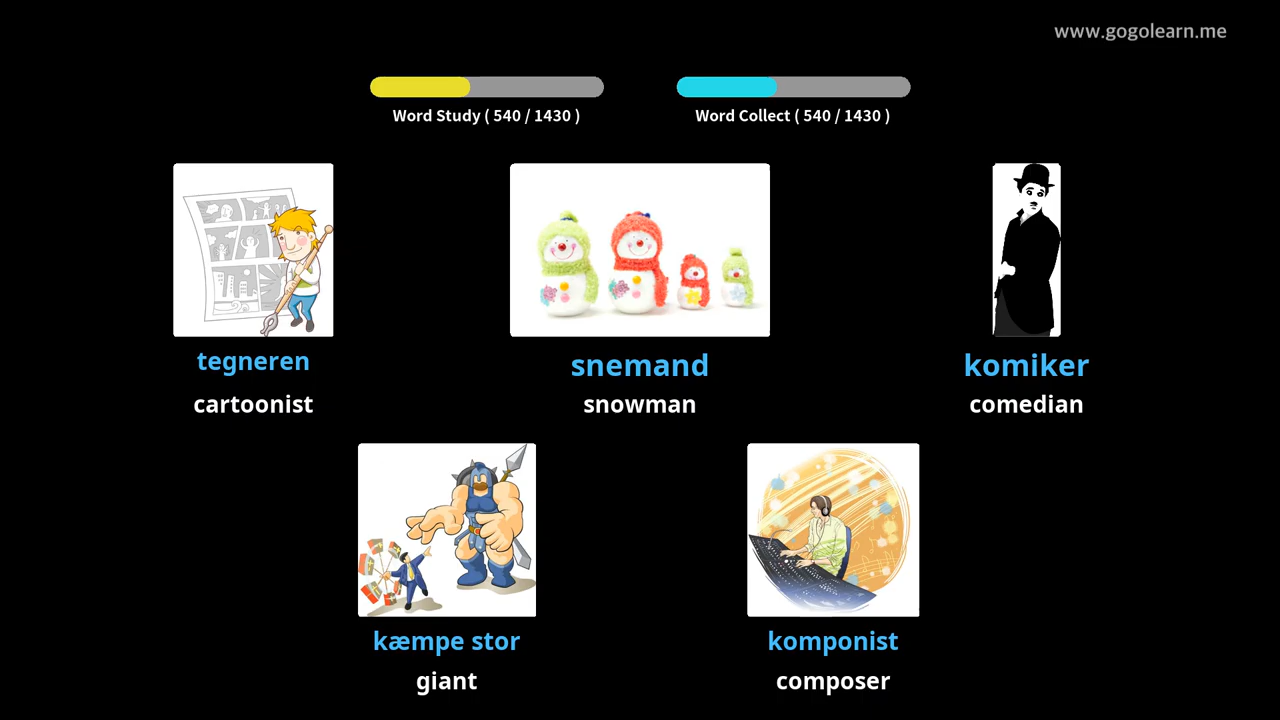 www.gogolearn.me
Word Study ( 540 / 1430 )
Word Collect ( 540 / 1430 )
tegneren
cartoonist
snemand
snowman
komiker
comedian
kæmpe stor
giant
komponist
composer